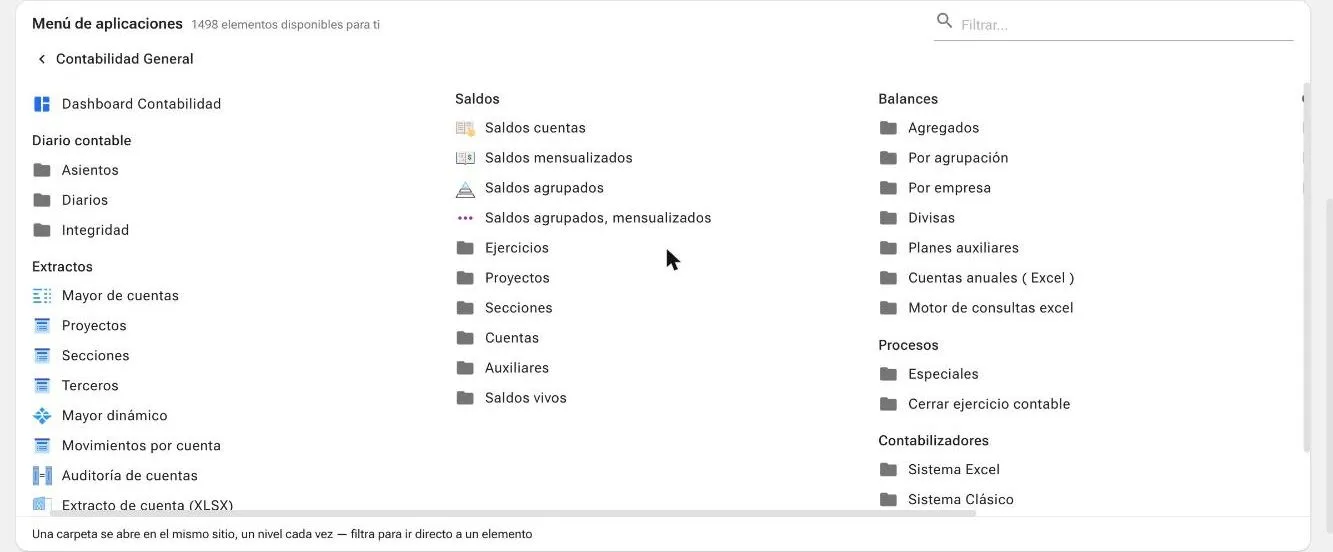 Menú de aplicaciones 1498 elementos disponibles para ti
Filtrar...
Contabilidad General
Dashboard Contabilidad
Diario contable
Asientos
Diarios
Integridad
Extractos
Mayor de cuentas
Proyectos
Secciones
Terceros
Mayor dinámico
Movimientos por cuenta
Auditoría de cuentas
Extracto de cuenta (XLSX)
Saldos
Saldos cuentas
Saldos mensualizados
Saldos agrupados
Saldos agrupados, mensualizados
Ejercicios
Proyectos
Secciones
Cuentas
Auxiliares
Saldos vivos
Balances
Agregados
Por agrupación
Por empresa
Divisas
Planes auxiliares
Cuentas anuales ( Excel )
Motor de consultas excel
Procesos
Especiales
Cerrar ejercicio contable
Contabilizadores
Sistema Excel
Sistema Clásico
Una carpeta se abre en el mismo sitio, un nivel cada vez — filtra para ir directo a un elemento